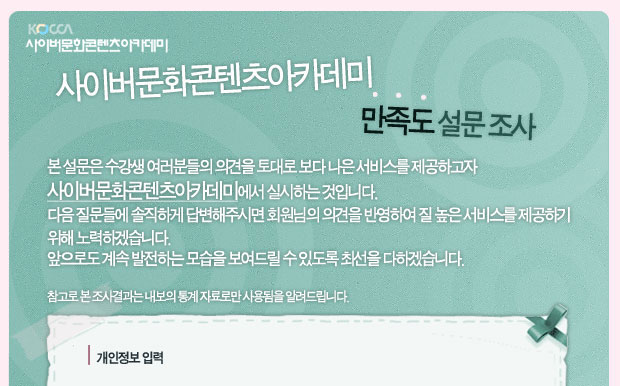 KOCCA
사이버문화콘텐츠아카데미
사이버문화콘텐츠아카데미...
만족도 설문 조사
본 설문은 수강생 여러분들의 의견을 토대로 보다 나은 서비스를 제공하고자
사이버문화콘텐츠아카데미에서 실시하는 것입니다.
다음 질문들에 솔직하게 답변해주시면 회원님의 의견을 반영하여 질 높은 서비스를 제공하기
위해 노력하겠습니다.
앞으로도 계속 발전하는 모습을 보여드릴 수 있도록 최선을 다하겠습니다.
참고로 본 조사결과는 내보의 통계 자료로만 사용됨을 알려드립니다.
개인정보 입력